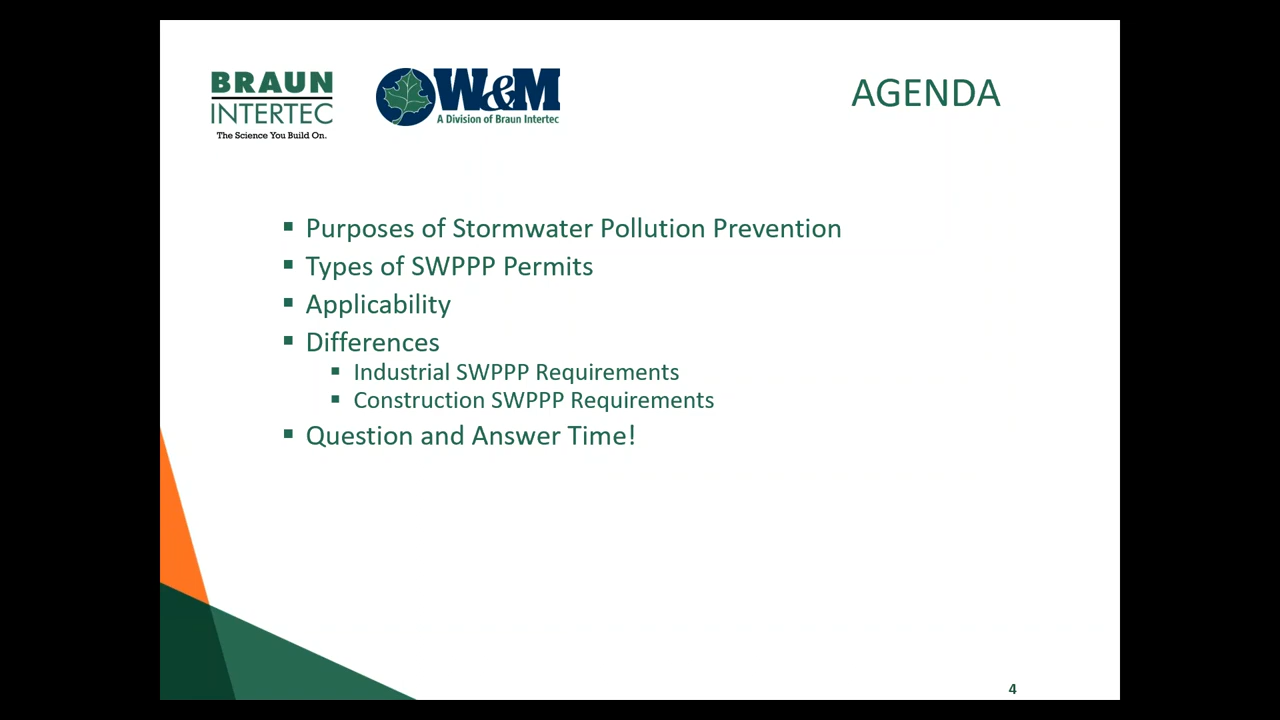 BRAUN
INTERTEC
The Science You Build On.
W&M
A Division of Braun Intertec
AGENDA
▪ Purposes of Stormwater Pollution Prevention
▪ Types of SWPPP Permits
▪ Applicability
▪ Differences
▪ Industrial SWPPP Requirements
▪ Construction SWPPP Requirements
▪ Question and Answer Time!
4